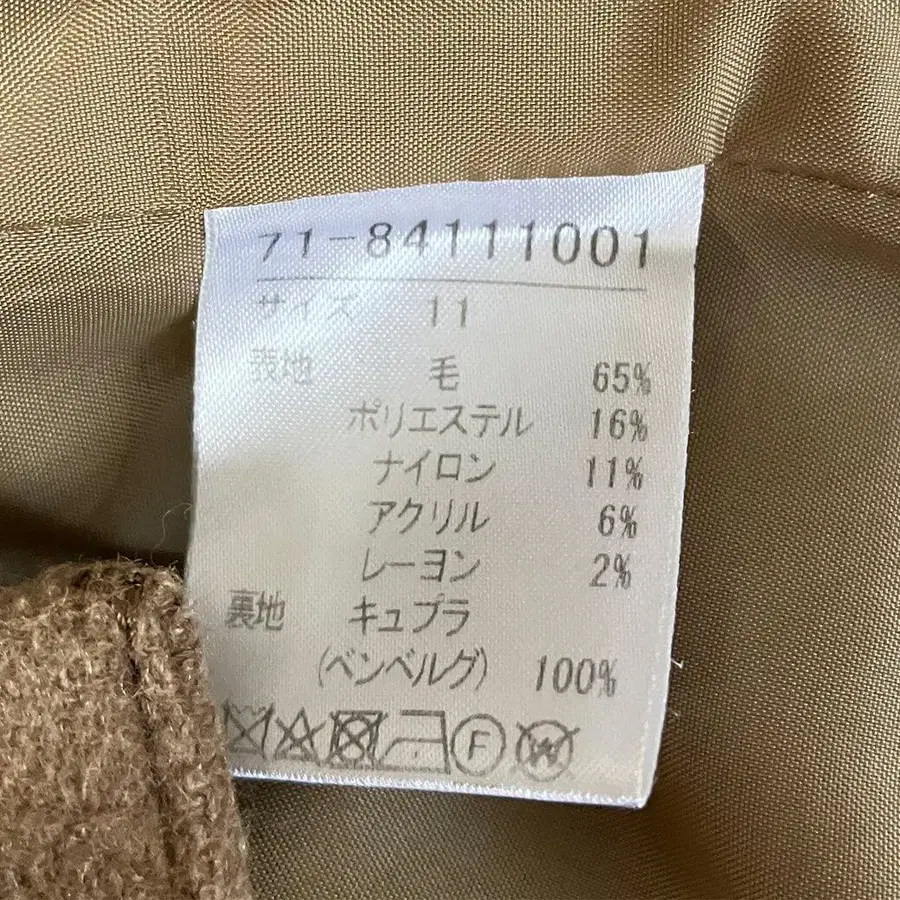 71-84111001
サイズ 11
表地 毛 65%
ポリエステル 16%
ナイロン 11%
アクリル 6%
レーヨン 2%
裏地 キュプラ
(ベンベルグ) 100%
F W